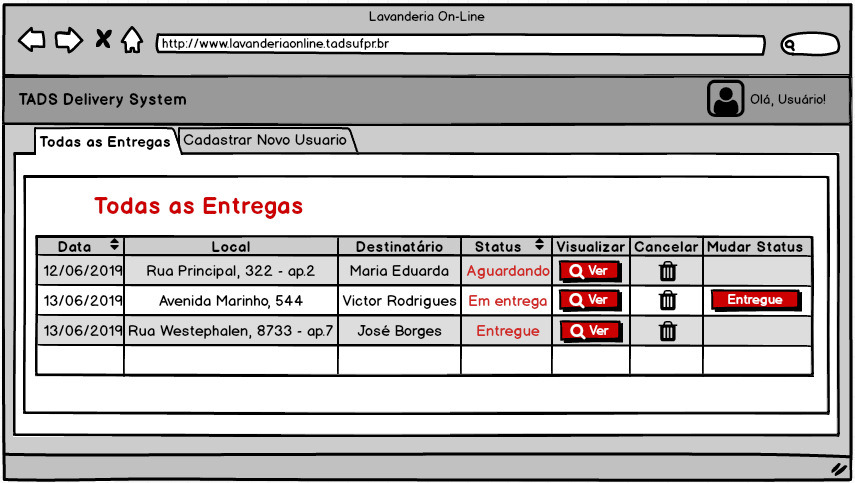 Lavanderia On-Line
http://www.lavanderiaonline.tadsufpr.br
TADS Delivery System
Olá, Usuário!
Todas as Entregas Cadastrar Novo Usuario
Todas as Entregas
Data Local Destinatário Status Visualizar Cancelar Mudar Status
12/06/2019 Rua Principal, 322 - ap.2 Maria Eduarda Aguardando Ver
13/06/2019 Avenida Marinho, 544 Victor Rodrigues Em entrega Ver Entregue
13/06/2019 Rua Westephalen, 8733 - ap.7 José Borges Entregue Ver